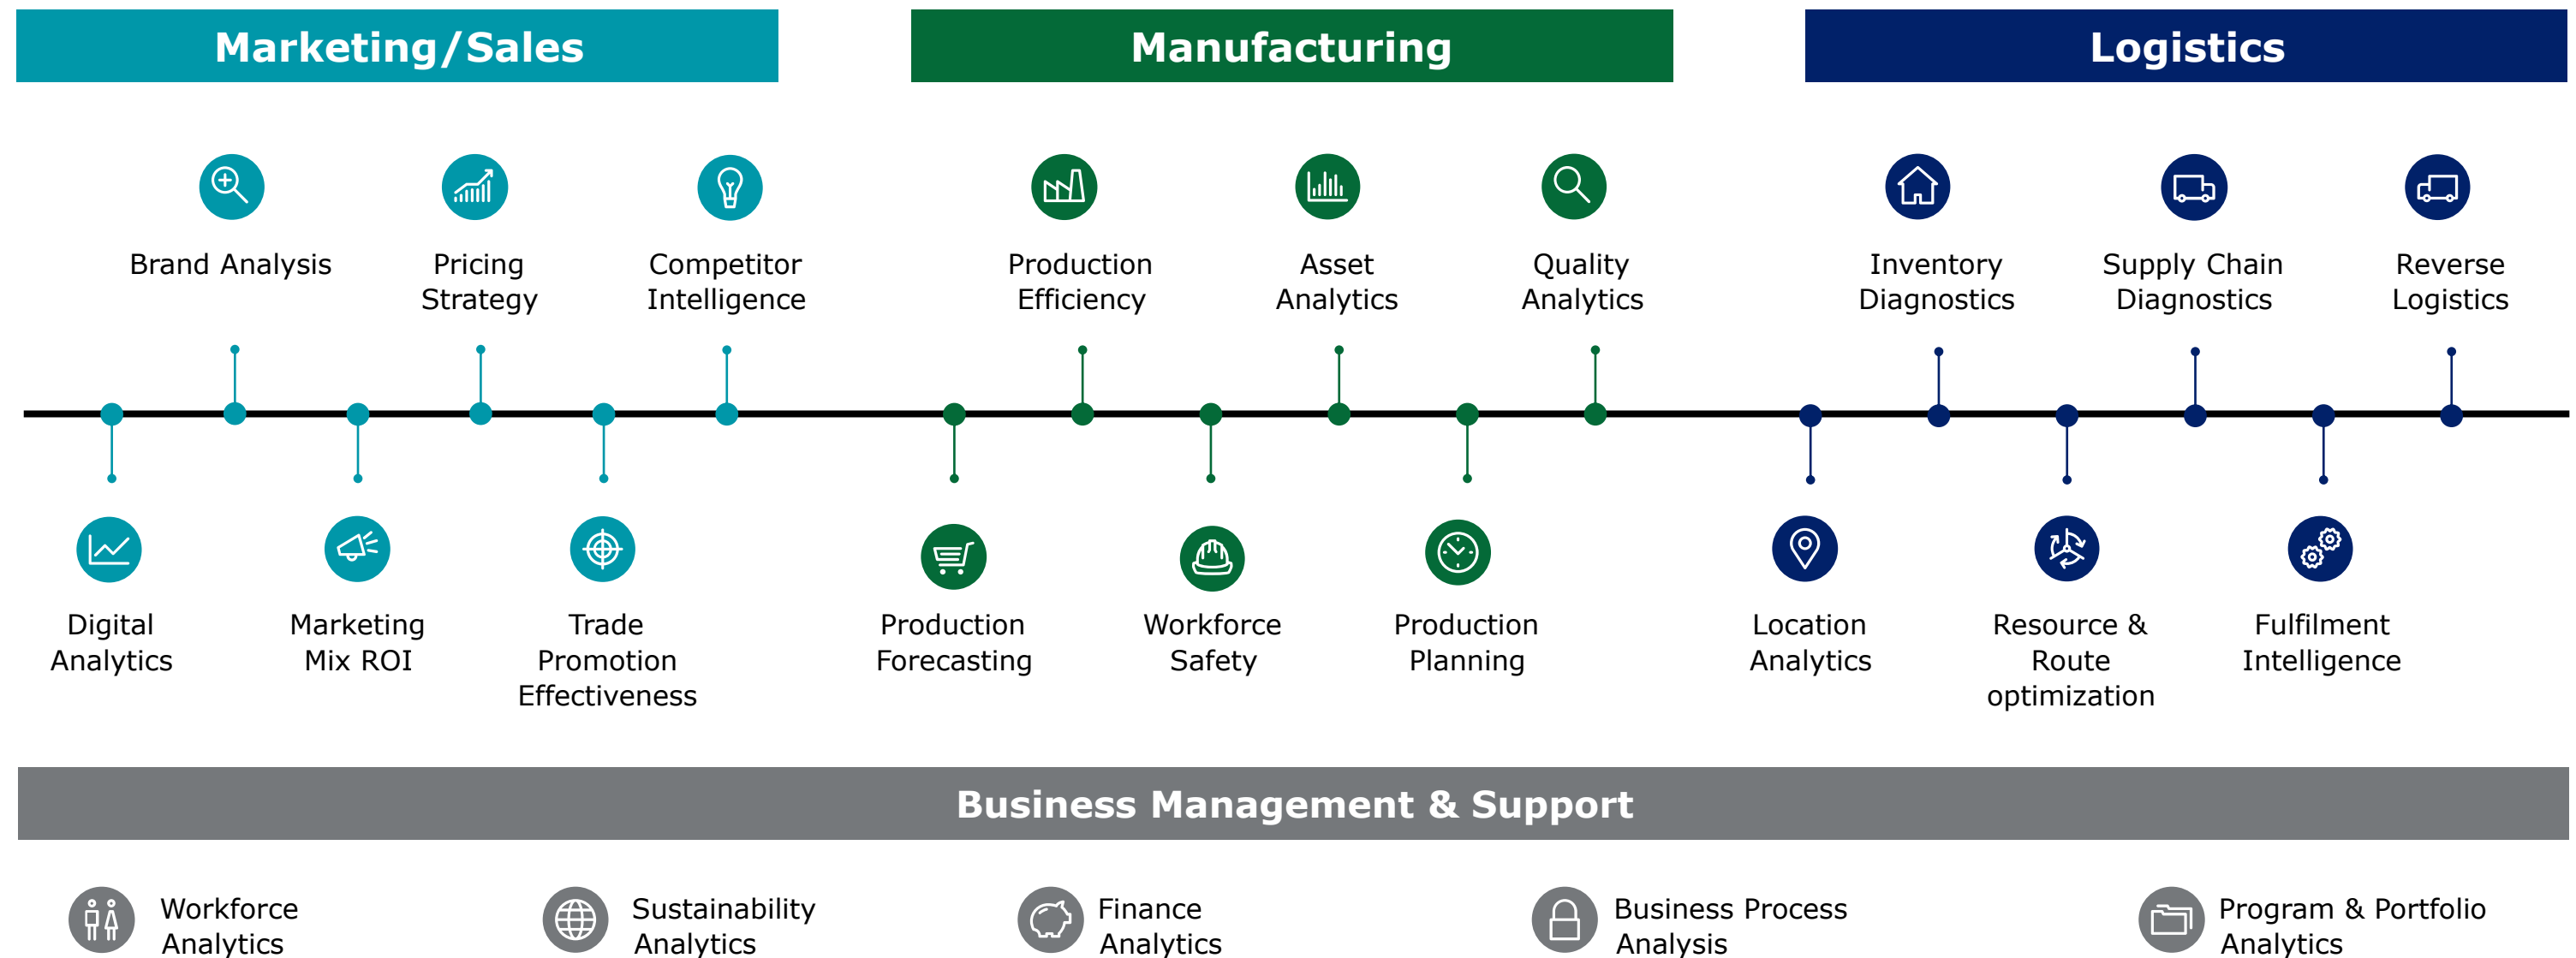 Marketing/Sales
Manufacturing
Logistics
Brand Analysis
Pricing
Strategy
Competitor
Intelligence
Production
Efficiency
Asset
Analytics
Quality
Analytics
Inventory
Diagnostics
Supply Chain
Diagnostics
Reverse
Logistics
Digital
Analytics
Marketing
Mix ROI
Trade
Promotion
Effectiveness
Production
Forecasting
Workforce
Safety
Production
Planning
Location
Analytics
Resource &
Route
optimization
Fulfilment
Intelligence
Business Management & Support
Workforce
Analytics
Sustainability
Analytics
Finance
Analytics
Business Process
Analysis
Program & Portfolio
Analytics